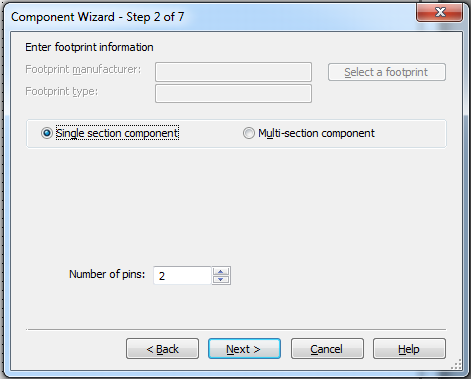 Component Wizard - Step 2 of 7
Enter footprint information
Footprint manufacturer:
Select a footprint
Footprint type:
Single section component
Multi-section component
Number of pins: 2
< Back Next > Cancel Help